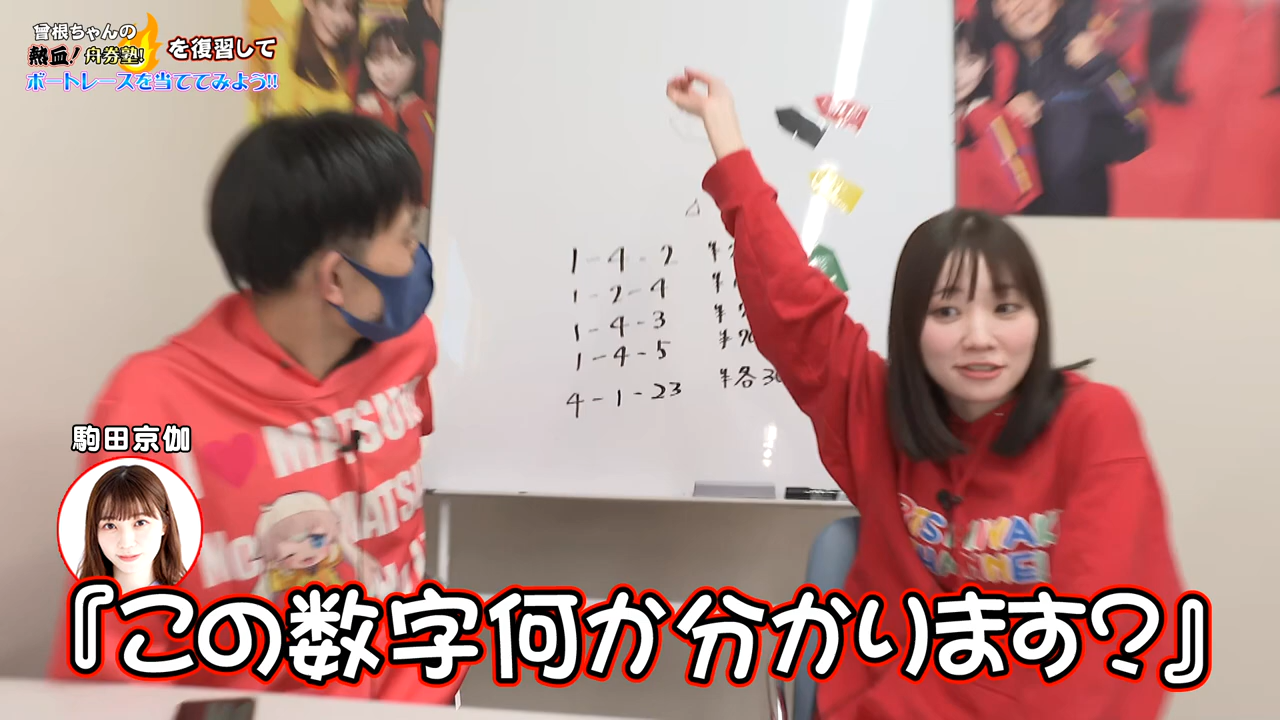 曾根ちゃんの
熱血!舟券塾!を復習して
ボートレースを当ててみよう!!
1-4-2
1-2-4
1-4-3
1-4-5
4-1-23
¥各30
駒田京伽
『この数字何か分かります?』